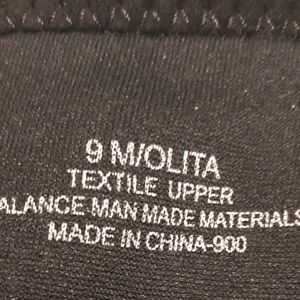 9 M/OLITA
TEXTILE UPPER
ALANCE-MAN MADE MATERIALS
MADE IN CHINA-900